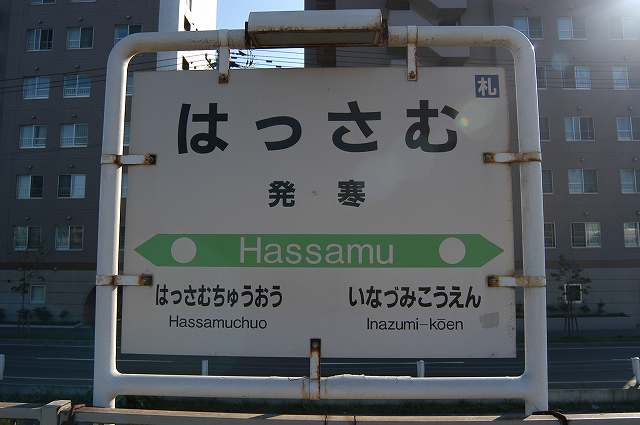 札
はっさむ
発寒
Hassamu
はっさむちゅうおう いなづみこうえん
Hassamuchuo Inazumi-kōen